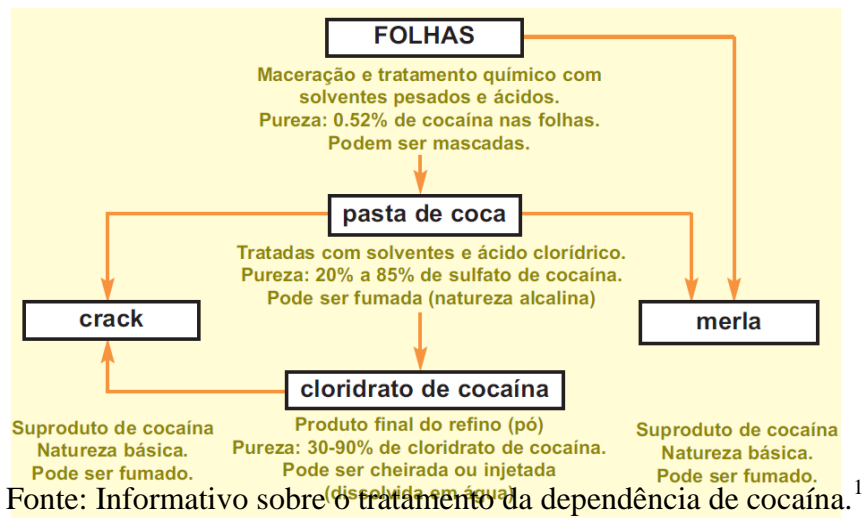 FOLHAS
Maceração e tratamento químico com
solventes pesados e ácidos.
Pureza: 0.52% de cocaína nas folhas.
Podem ser mascadas.
pasta de coca
Tratadas com solventes e ácido clorídrico.
Pureza: 20% a 85% de sulfato de cocaína.
Pode ser fumada (natureza alcalina)
crack
merla
cloridrato de cocaína
Suproduto de cocaína
Natureza básica.
Pode ser fumado.
Produto final do refino (pó)
Pureza: 30-90% de cloridrato de cocaína.
Pode ser cheirada ou injetada
(dissolvida em água)
Suproduto de cocaína
Natureza básica.
Pode ser fumado.
Fonte: Informativo sobre o tratamento da dependência de cocaína.1